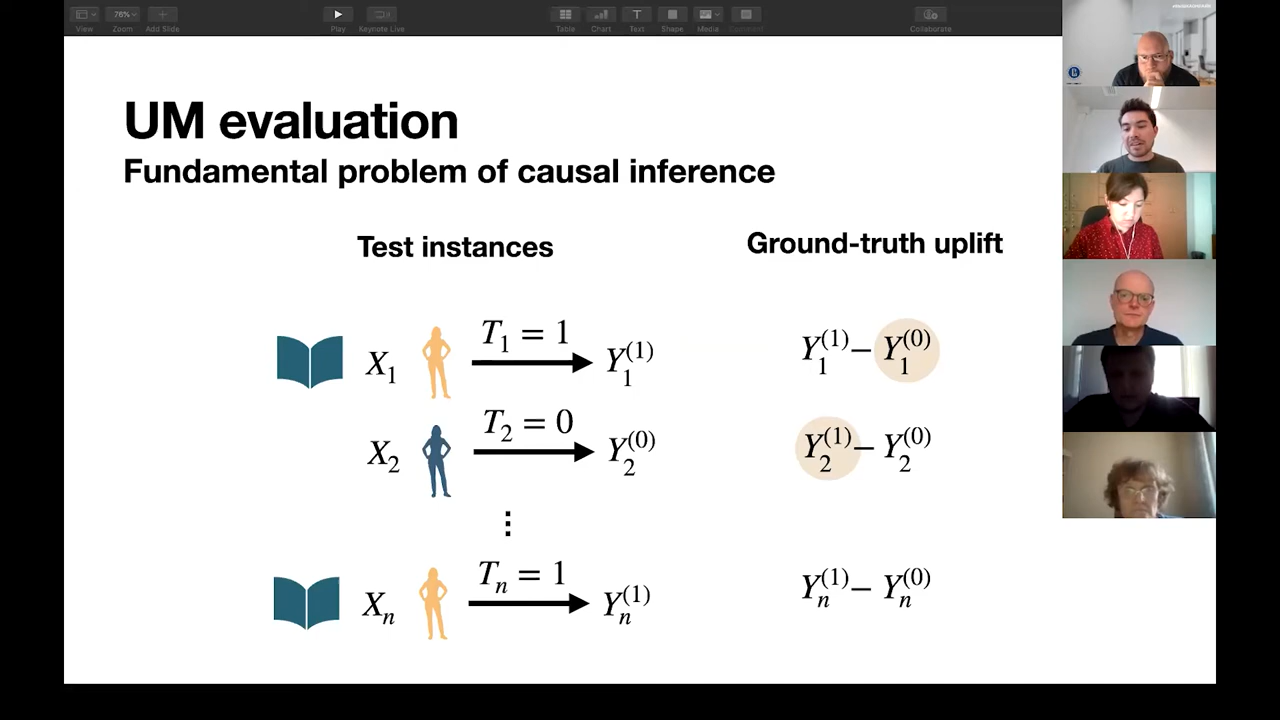 76%
View
Zoom
Add Slide
Play
Keynote Live
Table
Chart
Text
Shape
Media
Comment
Collaborate
UM evaluation
Fundamental problem of causal inference
Test instances
Ground-truth uplift
X₁ T₁ = 1 Y₁⁽¹⁾ Y₁⁽¹⁾– Y₁⁽⁰⁾
X₂ T₂ = 0 Y₂⁽⁰⁾ Y₂⁽¹⁾– Y₂⁽⁰⁾
⋮
Xₙ Tₙ = 1 Yₙ⁽¹⁾ Yₙ⁽¹⁾– Yₙ⁽⁰⁾